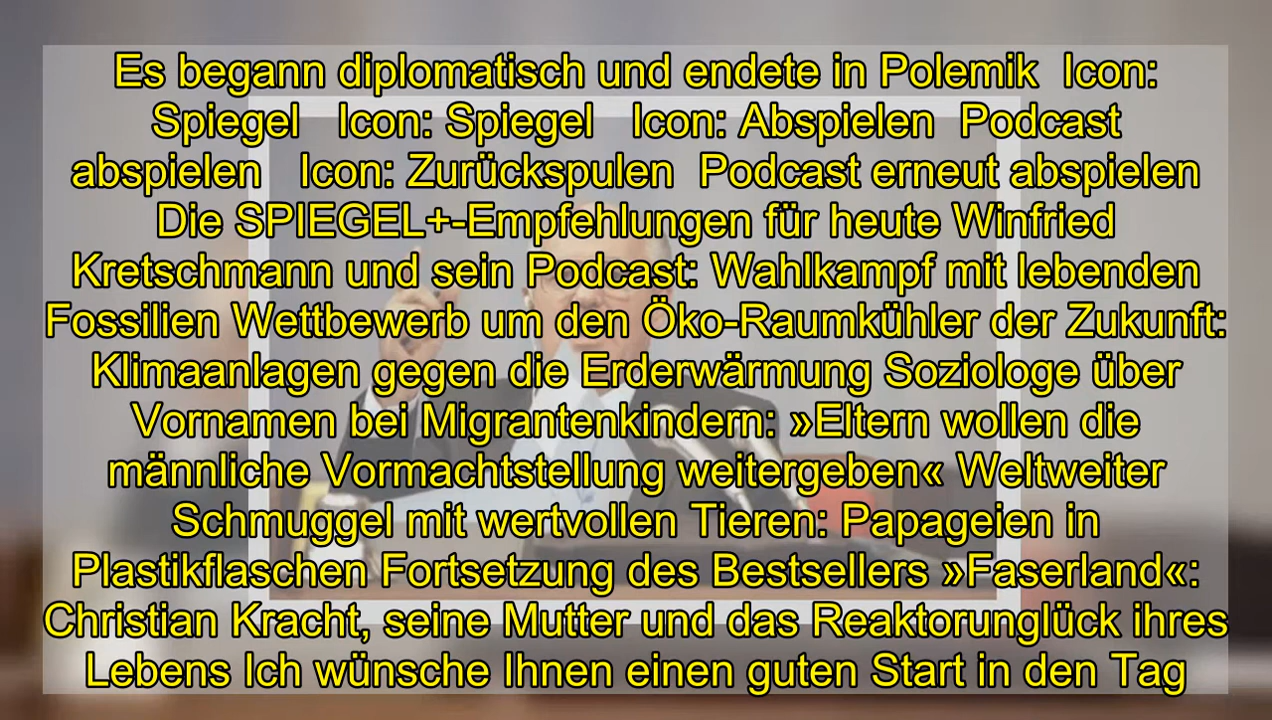 Es begann diplomatisch und endete in Polemik Icon:
Spiegel Icon: Spiegel Icon: Abspielen Podcast
abspielen Icon: Zurückspulen Podcast erneut abspielen
Die SPIEGEL+-Empfehlungen für heute Winfried
Kretschmann und sein Podcast: Wahlkampf mit lebenden
Fossilien Wettbewerb um den Öko-Raumkühler der Zukunft:
Klimaanlagen gegen die Erderwärmung Soziologe über
Vornamen bei Migrantenkindern: »Eltern wollen die
männliche Vormachtstellung weitergeben« Weltweiter
Schmuggel mit wertvollen Tieren: Papageien in
Plastikflaschen Fortsetzung des Bestsellers »Faserland«:
Christian Kracht, seine Mutter und das Reaktorunglück ihres
Lebens Ich wünsche Ihnen einen guten Start in den Tag